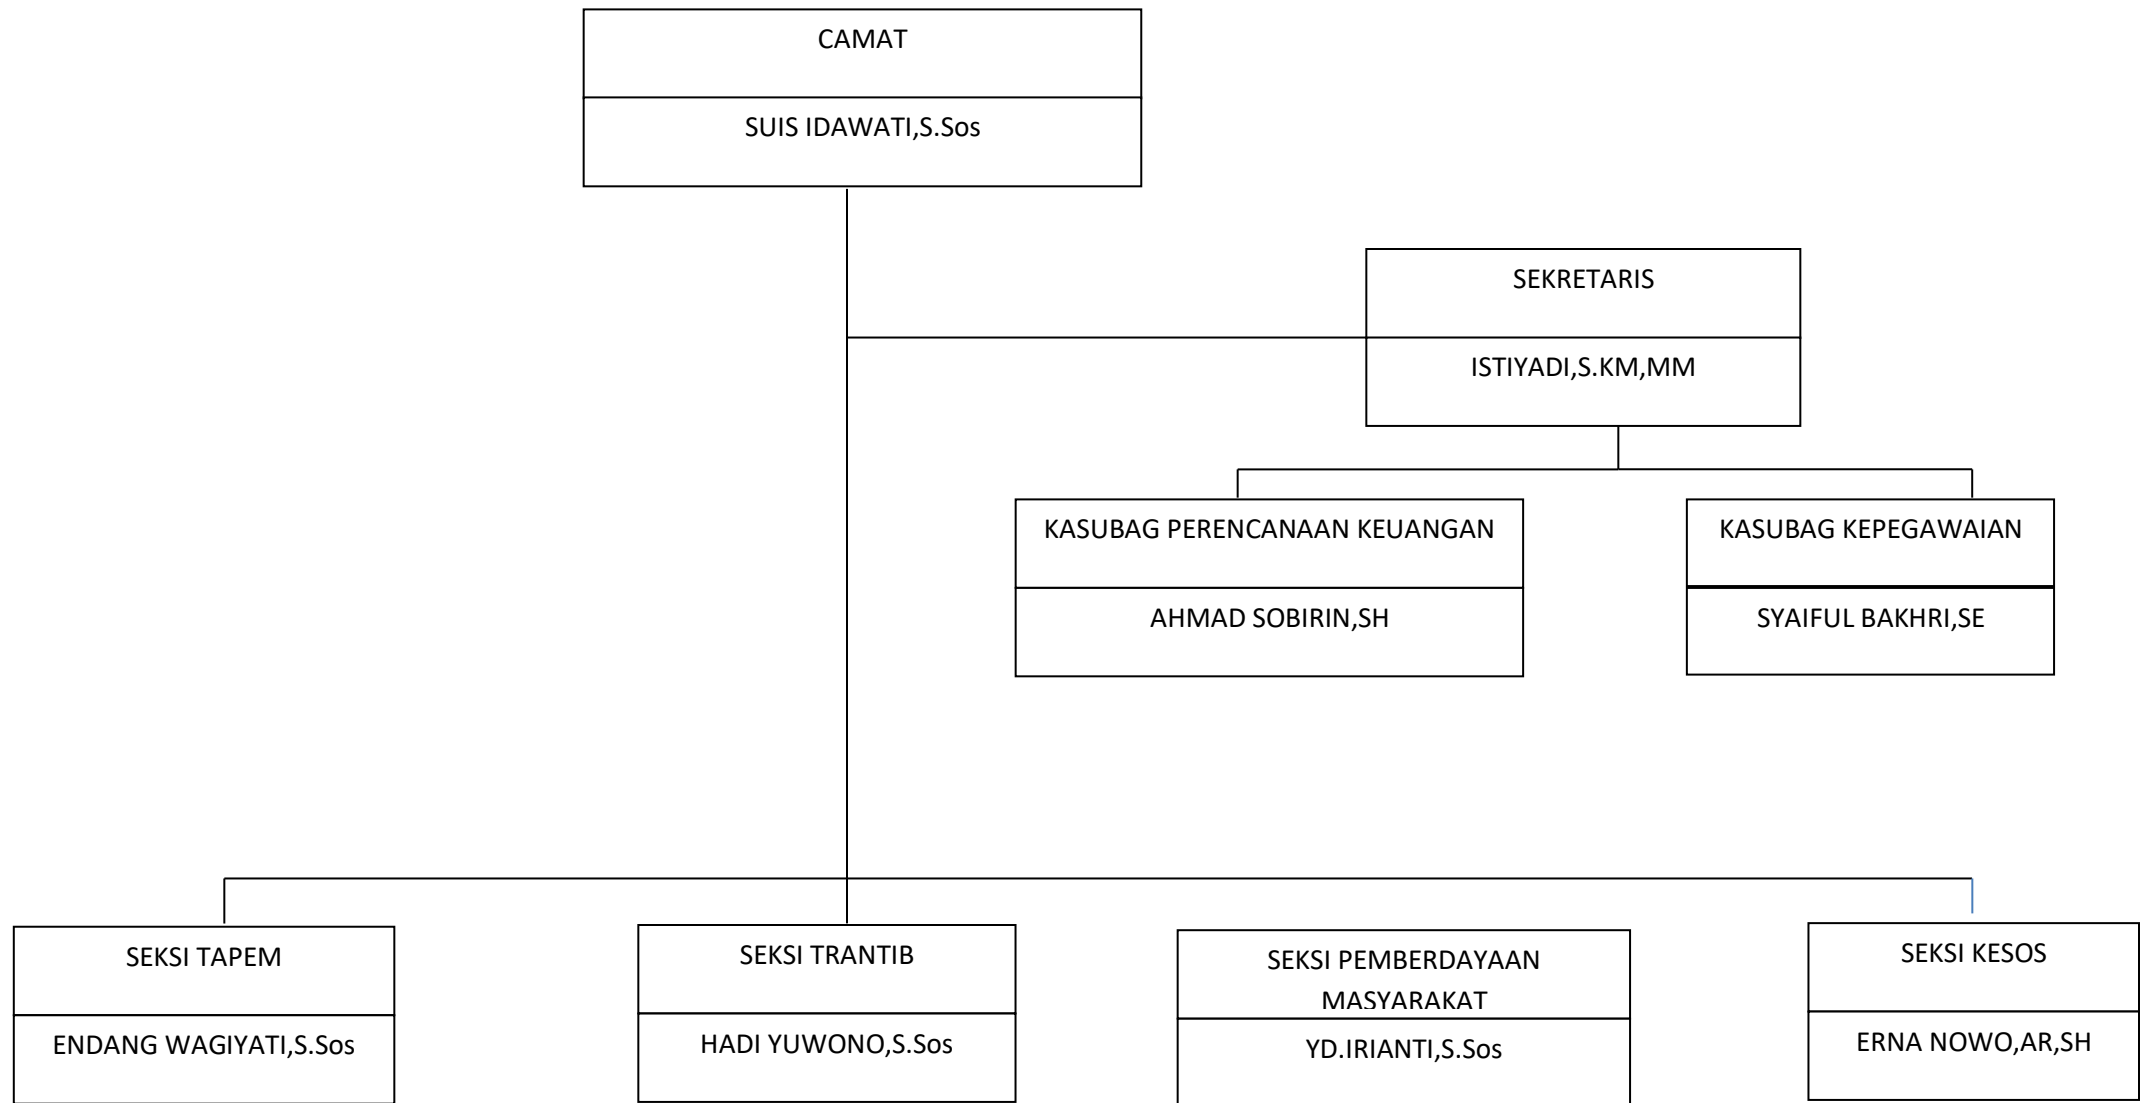 CAMAT
SUIS IDAWATI,S.Sos
SEKRETARIS
ISTIYADI,S.KM,MM
KASUBAG PERENCANAAN KEUANGAN
AHMAD SOBIRIN,SH
KASUBAG KEPEGAWAIAN
SYAIFUL BAKHRI,SE
SEKSI TAPEM
ENDANG WAGIYATI,S.Sos
SEKSI TRANTIB
HADI YUWONO,S.Sos
SEKSI PEMBERDAYAAN
MASYARAKAT
YD.IRIANTI,S.Sos
SEKSI KESOS
ERNA NOWO,AR,SH